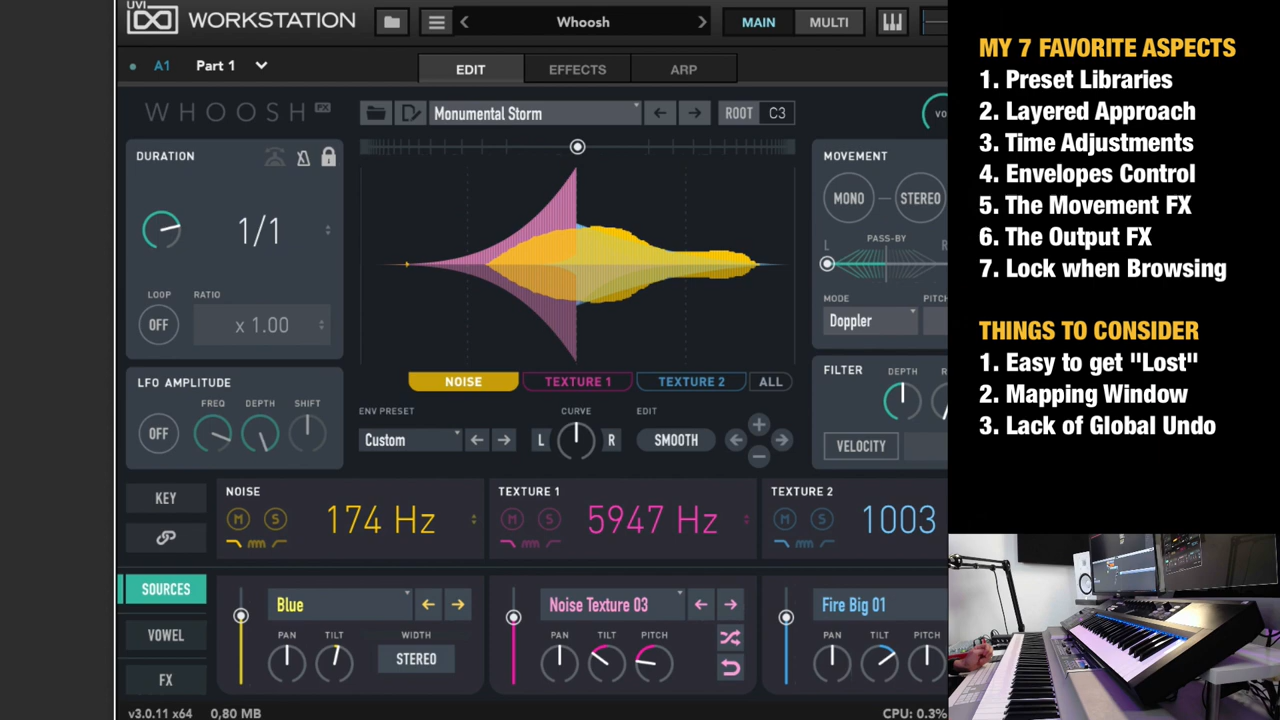 UVI
WORKSTATION
Whoosh
MAIN
MULTI
A1
Part 1
EDIT
EFFECTS
ARP
WHOOSH FX
Monumental Storm
ROOT
C3
VO
DURATION
1/1
LOOP
RATIO
OFF
x 1.00
LFO AMPLITUDE
FREQ
DEPTH
SHIFT
OFF
MOVEMENT
MONO
STEREO
PASS-BY
L
R
MODE
PITCH
Doppler
FILTER
DEPTH
R
VELOCITY
NOISE
TEXTURE 1
TEXTURE 2
ALL
ENV PRESET
CURVE
EDIT
Custom
L
R
SMOOTH
KEY
NOISE
M
S
174 Hz
TEXTURE 1
M
S
5947 Hz
TEXTURE 2
M
S
1003
SOURCES
VOWEL
FX
Blue
PAN
TILT
WIDTH
STEREO
Noise Texture 03
PAN
TILT
PITCH
Fire Big 01
PAN
TILT
PITCH
v3.0.11 x64
0,80 MB
CPU: 0.3%
MY 7 FAVORITE ASPECTS
1. Preset Libraries
2. Layered Approach
3. Time Adjustments
4. Envelopes Control
5. The Movement FX
6. The Output FX
7. Lock when Browsing
THINGS TO CONSIDER
1. Easy to get "Lost"
2. Mapping Window
3. Lack of Global Undo